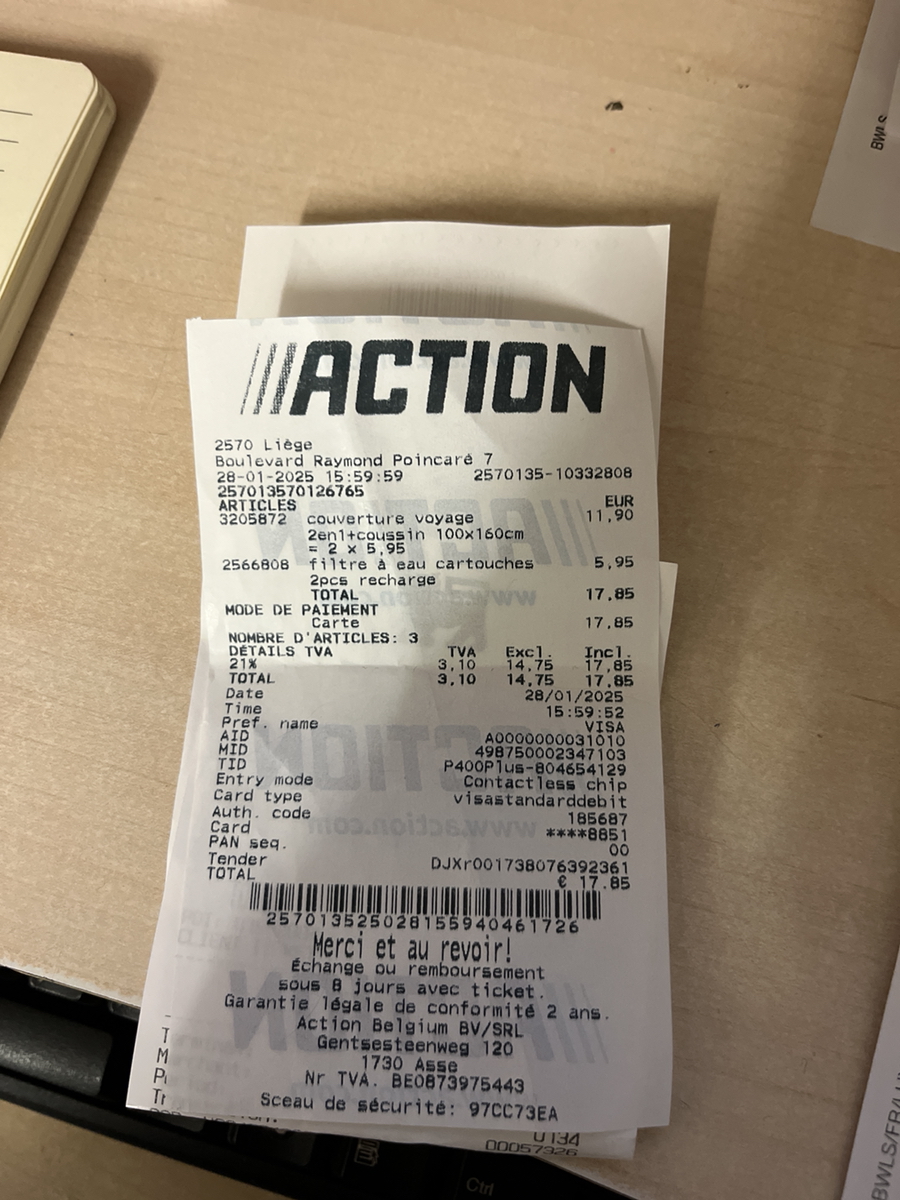 BWLS
ACTION
2570 Liège
Boulevard Raymond Poincaré 7
28-01-2025 15:59:59 2570135-10332808
257013570126765
ARTICLES EUR
3205872 couverture voyage 11,90
2en1+coussin 100x160cm
= 2 x 5,95
2566808 filtre à eau cartouches 5,95
2pcs recharge
TOTAL 17,85
MODE DE PAIEMENT
Carte 17,85
NOMBRE D'ARTICLES: 3
DÉTAILS TVA TVA Excl. Incl.
21% 3,10 14,75 17,85
TOTAL 3,10 14,75 17,85
Date 28/01/2025
Time 15:59:52
Pref. name VISA
AID A0000000031010
MID 498750002347103
TID P400Plus-804654129
Entry mode Contactless chip
Card type visastandarddebit
Auth. code 185687
Card ****8851
PAN seq. 00
Tender DJXr001738076392361
TOTAL € 17.85
2570135250281559404617​26
Merci et au revoir!
Échange ou remboursement
sous 8 jours avec ticket.
Garantie légale de conformité 2 ans.
Action Belgium BV/SRL
Gentsesteenweg 120
1730 Asse
Nr TVA. BE0873975443
Sceau de sécurité: 97CC73EA
0134
00057326
Ctrl
BWLS/FR/